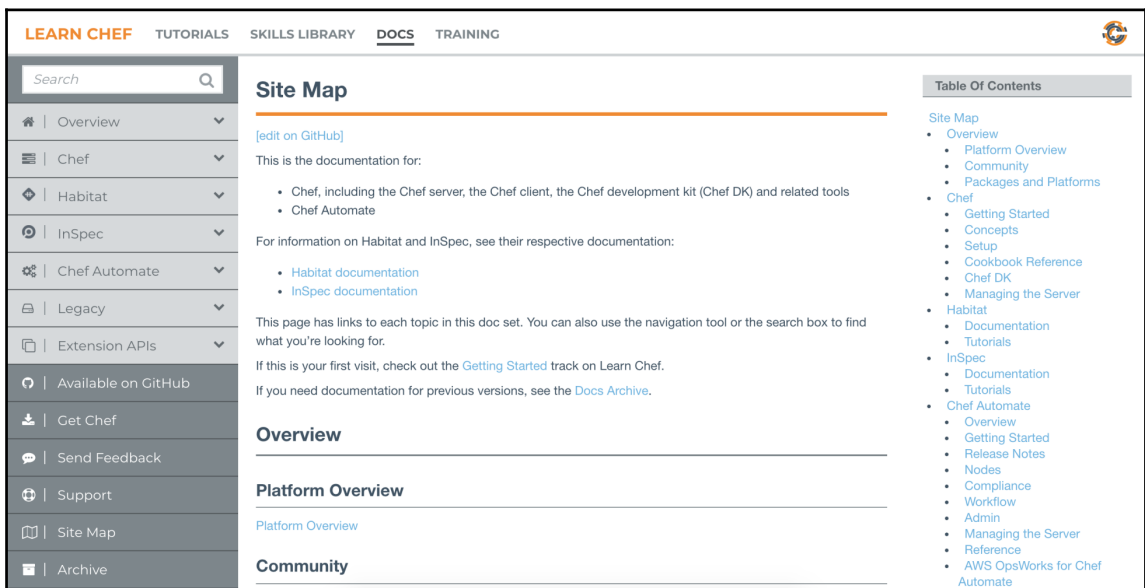 LEARN CHEF TUTORIALS SKILLS LIBRARY DOCS TRAINING
Search
Overview
Chef
Habitat
InSpec
Chef Automate
Legacy
Extension APIs
Available on GitHub
Get Chef
Send Feedback
Support
Site Map
Archive
Site Map
[edit on GitHub]
This is the documentation for:
• Chef, including the Chef server, the Chef client, the Chef development kit (Chef DK) and related tools
• Chef Automate
For information on Habitat and InSpec, see their respective documentation:
• Habitat documentation
• InSpec documentation
This page has links to each topic in this doc set. You can also use the navigation tool or the search box to find
what you're looking for.
If this is your first visit, check out the Getting Started track on Learn Chef.
If you need documentation for previous versions, see the Docs Archive.
Overview
Platform Overview
Platform Overview
Community
Table Of Contents
Site Map
• Overview
• Platform Overview
• Community
• Packages and Platforms
• Chef
• Getting Started
• Concepts
• Setup
• Cookbook Reference
• Chef DK
• Managing the Server
• Habitat
• Documentation
• Tutorials
• InSpec
• Documentation
• Tutorials
• Chef Automate
• Overview
• Getting Started
• Release Notes
• Nodes
• Compliance
• Workflow
• Admin
• Managing the Server
• Reference
• AWS OpsWorks for Chef
Automate